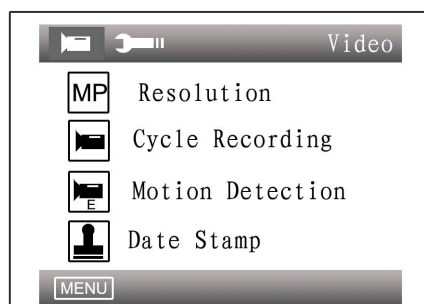 Video
MP Resolution
Cycle Recording
E Motion Detection
Date Stamp
MENU